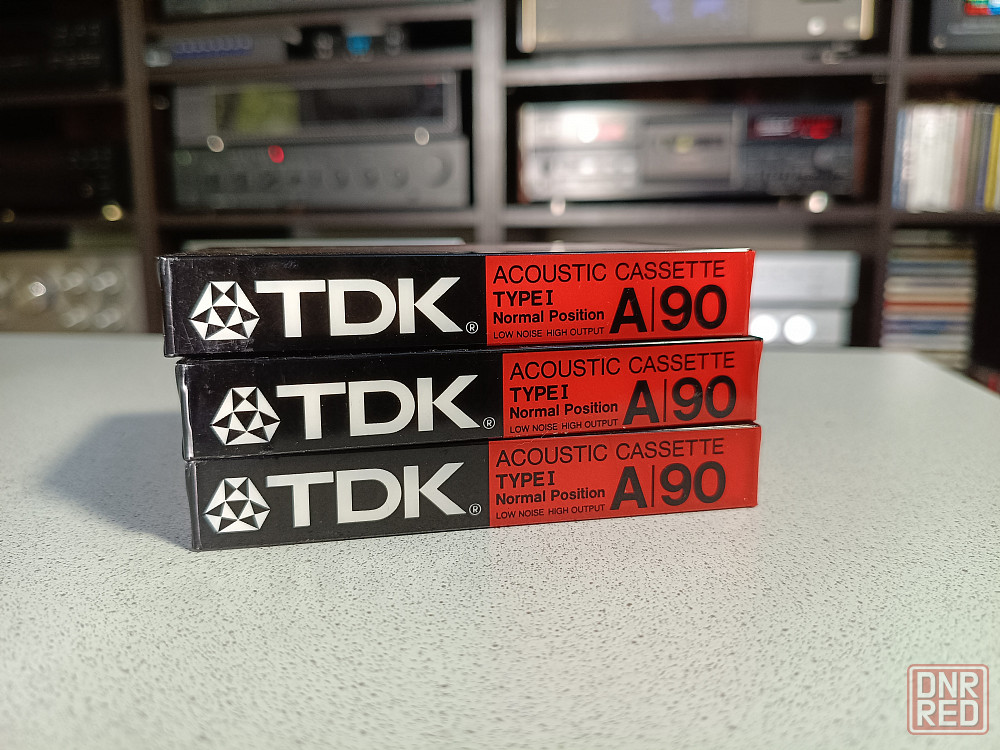 TDK®
ACOUSTIC CASSETTE
TYPE I
Normal Position
LOW NOISE HIGH OUTPUT
A|90
TDK®
ACOUSTIC CASSETTE
TYPE I
Normal Position
LOW NOISE HIGH OUTPUT
A|90
TDK®
ACOUSTIC CASSETTE
TYPE I
Normal Position
LOW NOISE HIGH OUTPUT
A|90
DNR
RED